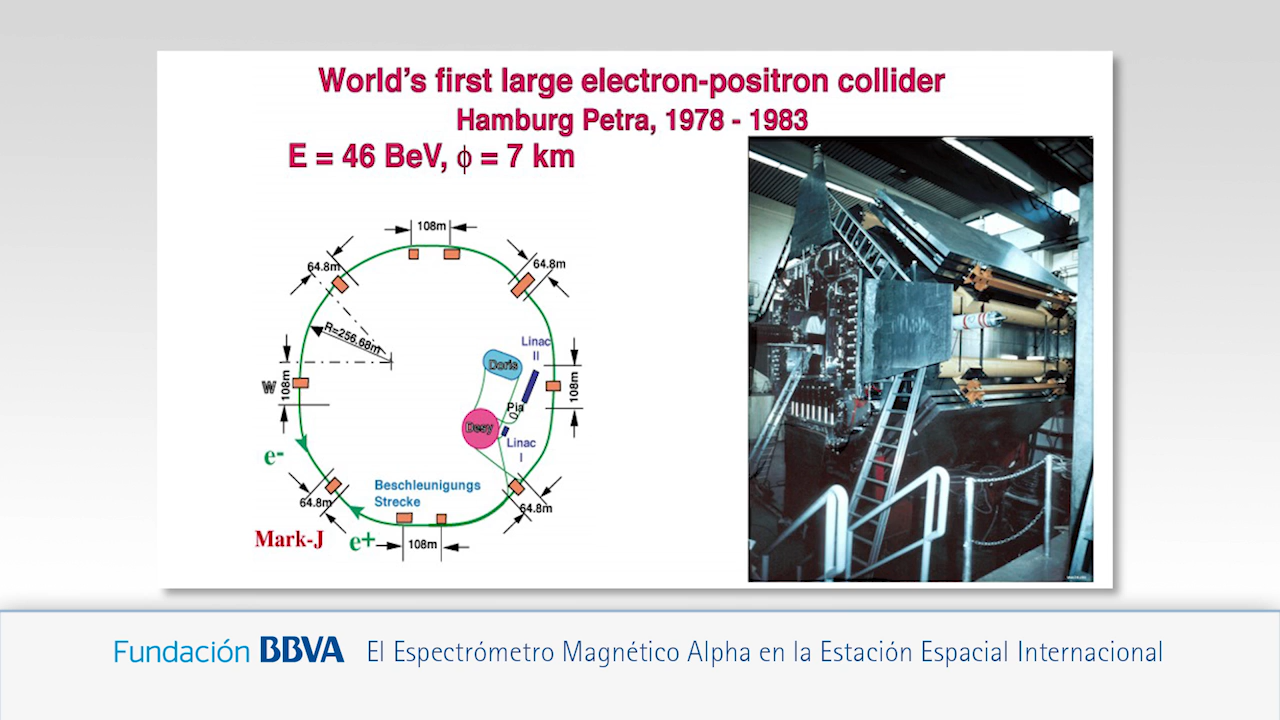 World's first large electron-positron collider
Hamburg Petra, 1978 - 1983
E = 46 BeV, ϕ = 7 km
108m
64.8m
64.8m
R=256.68m
Linac
II
Doris
W
108m
108m
Pia
Desy
Linac
I
e-
Beschleunigungs
Strecke
64.8m
64.8m
Mark-J
e+
108m
Fundación BBVA El Espectrómetro Magnético Alpha en la Estación Espacial Internacional